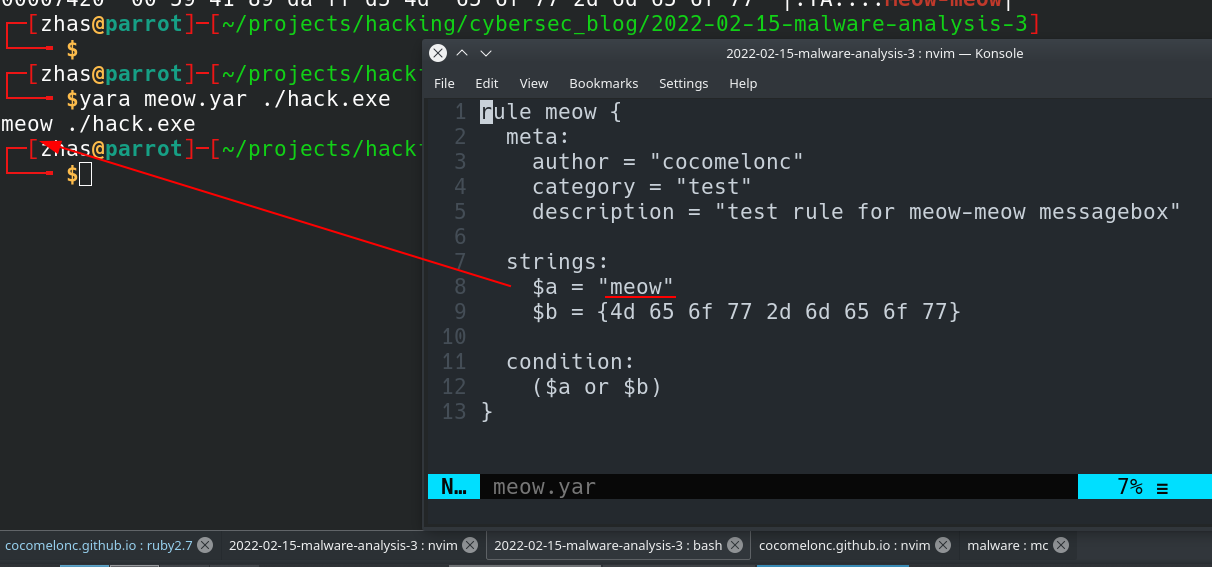 00007420 00 59 41 89 da ff d5 4d 65 6f 77 2d 6d 65 6f 77 |.YA....Meow-meow|
[zhas@parrot]─[~/projects/hacking/cybersec_blog/2022-02-15-malware-analysis-3]
$
[zhas@parrot]─[~/projects/hack
$yara meow.yar ./hack.exe
meow ./hack.exe
[zhas@parrot]─[~/projects/hack
$
2022-02-15-malware-analysis-3 : nvim — Konsole
File Edit View Bookmarks Settings Help
1 rule meow {
2 meta:
3 author = "cocomelonc"
4 category = "test"
5 description = "test rule for meow-meow messagebox"
6
7 strings:
8 $a = "meow"
9 $b = {4d 65 6f 77 2d 6d 65 6f 77}
10
11 condition:
12 ($a or $b)
13 }
N… meow.yar 7% ≡
cocomelonc.github.io : ruby2.7 2022-02-15-malware-analysis-3 : nvim 2022-02-15-malware-analysis-3 : bash cocomelonc.github.io : nvim malware : mc